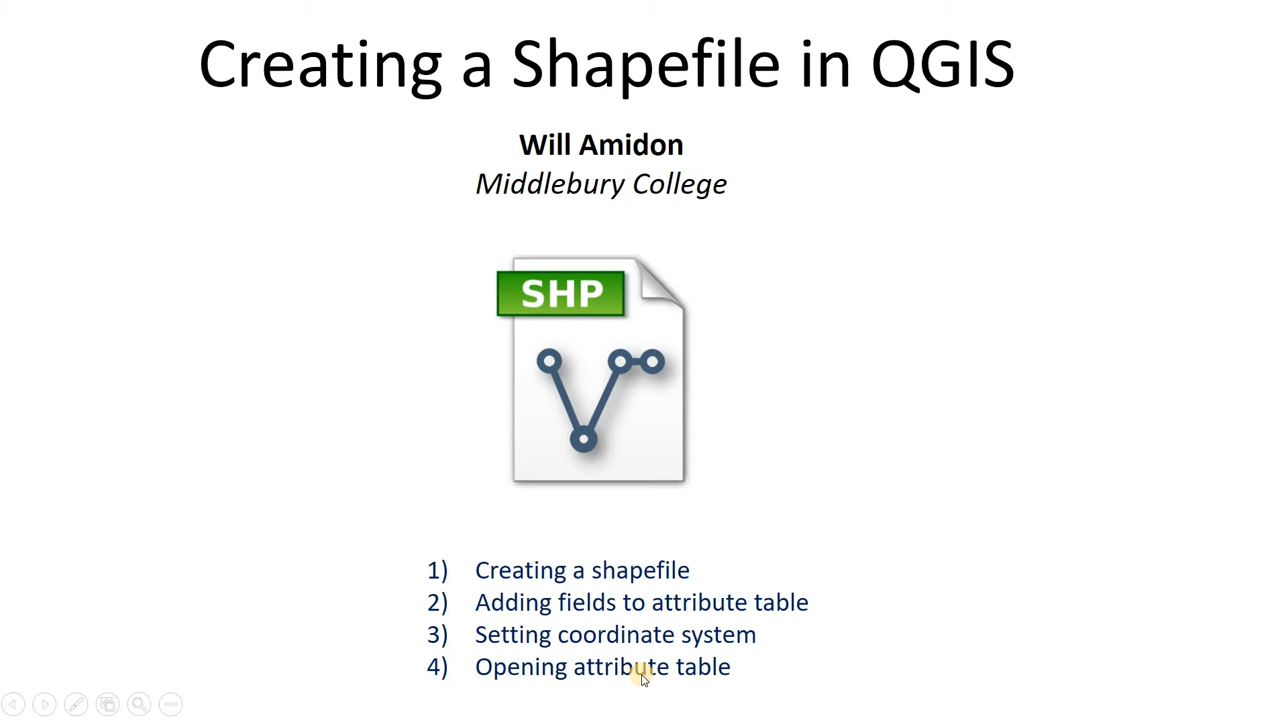 Creating a Shapefile in QGIS
Will Amidon
Middlebury College
SHP
1) Creating a shapefile
2) Adding fields to attribute table
3) Setting coordinate system
4) Opening attribute table